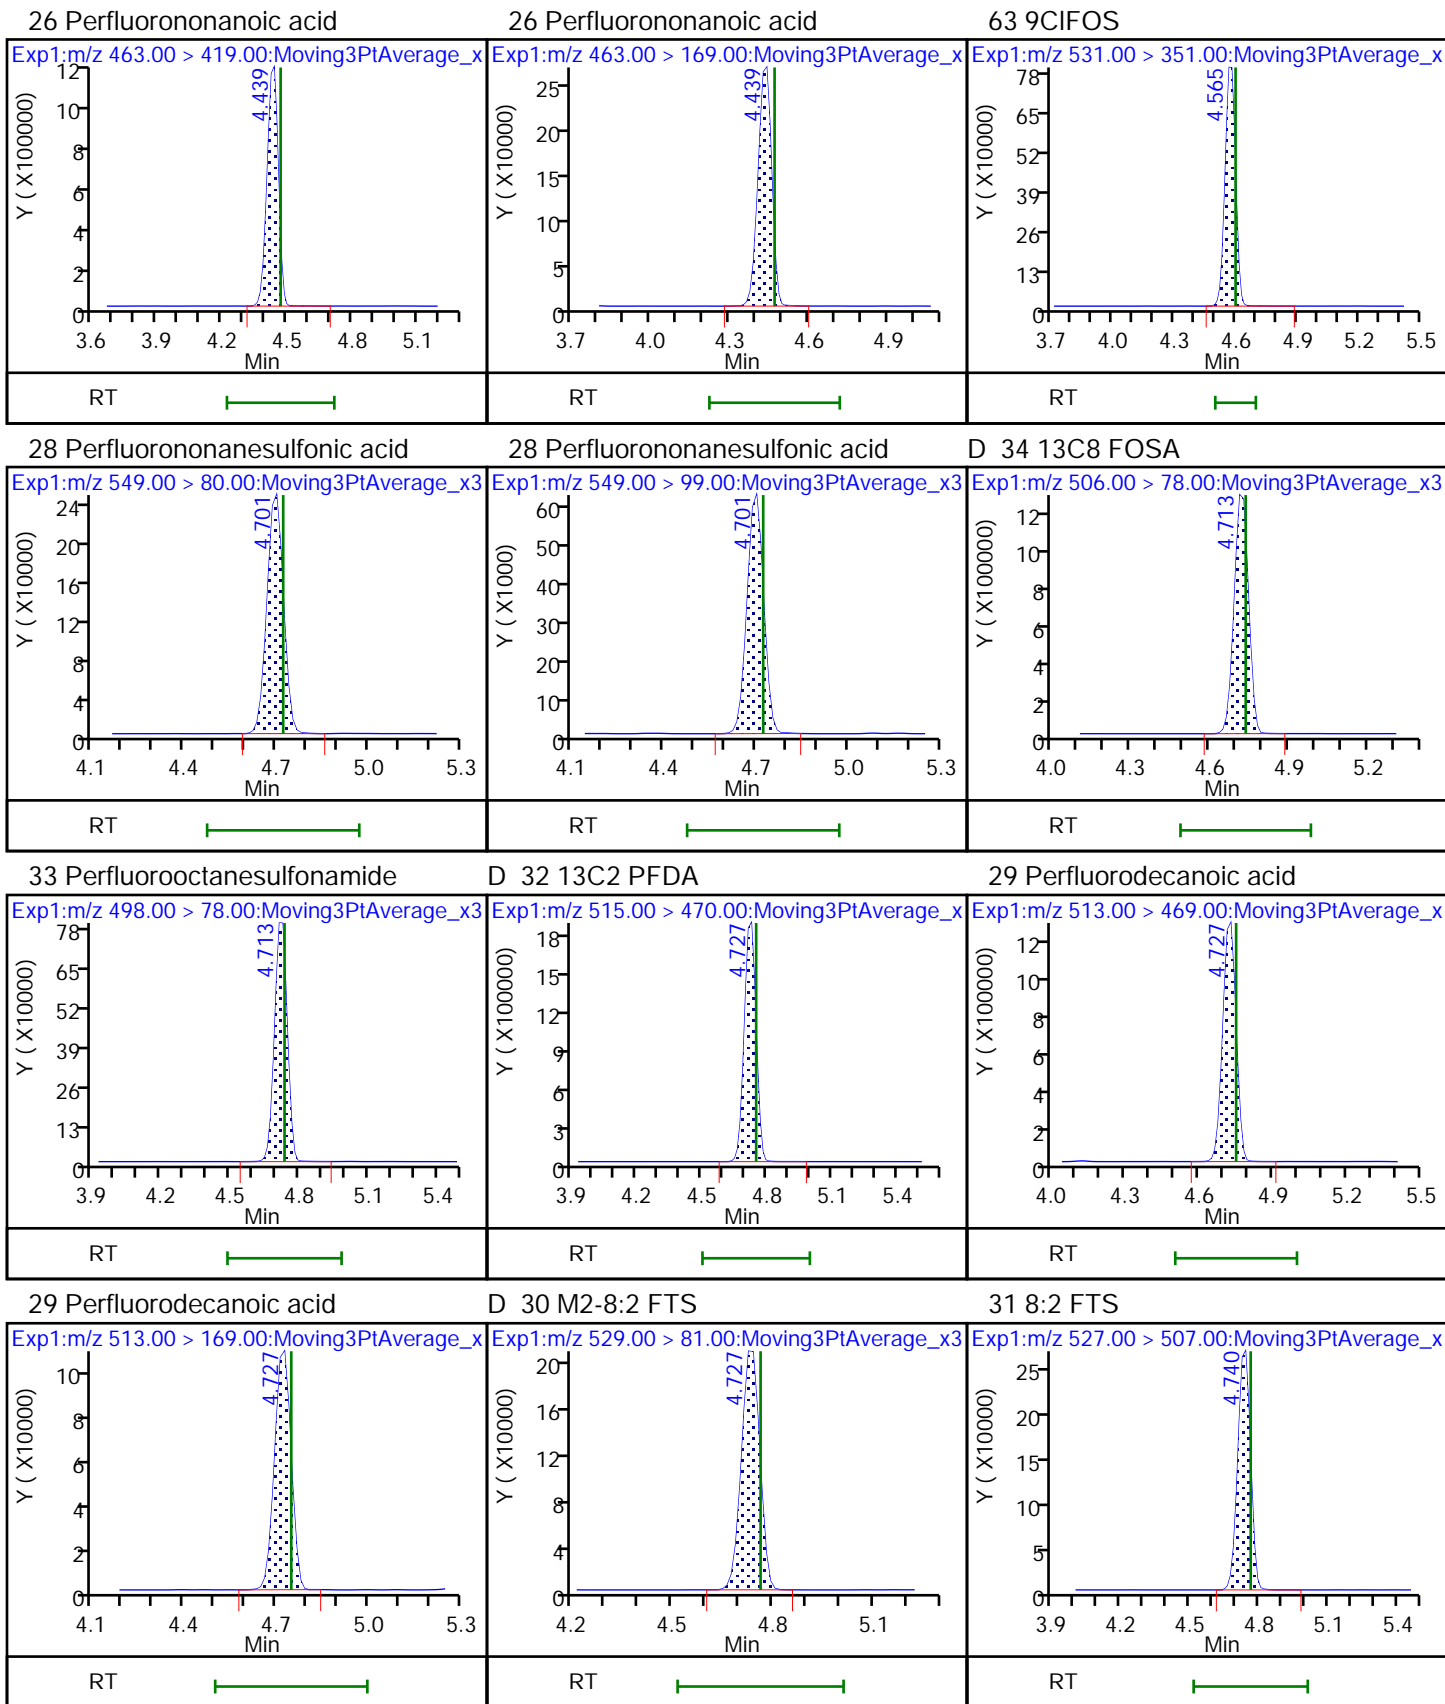 26 Perfluorononanoic acid
Exp1:m/z 463.00 > 419.00:Moving3PtAverage_x
4.439
Y ( X100000)
12
10
8
6
4
2
0
3.6 3.9 4.2 4.5 4.8 5.1
Min
RT
26 Perfluorononanoic acid
Exp1:m/z 463.00 > 169.00:Moving3PtAverage_x
4.439
Y ( X10000)
25
20
15
10
5
0
3.7 4.0 4.3 4.6 4.9
Min
RT
63 9ClFOS
Exp1:m/z 531.00 > 351.00:Moving3PtAverage_x
4.565
Y ( X10000)
78
65
52
39
26
13
0
3.7 4.0 4.3 4.6 4.9 5.2 5.5
Min
RT
28 Perfluorononanesulfonic acid
Exp1:m/z 549.00 > 80.00:Moving3PtAverage_x3
4.701
Y ( X10000)
24
20
16
12
8
4
0
4.1 4.4 4.7 5.0 5.3
Min
RT
28 Perfluorononanesulfonic acid
Exp1:m/z 549.00 > 99.00:Moving3PtAverage_x3
4.701
Y ( X1000)
60
50
40
30
20
10
0
4.1 4.4 4.7 5.0 5.3
Min
RT
D 34 13C8 FOSA
Exp1:m/z 506.00 > 78.00:Moving3PtAverage_x3
4.713
Y ( X100000)
12
10
8
6
4
2
0
4.0 4.3 4.6 4.9 5.2
Min
RT
33 Perfluorooctanesulfonamide
Exp1:m/z 498.00 > 78.00:Moving3PtAverage_x3
4.713
Y ( X10000)
78
65
52
39
26
13
0
3.9 4.2 4.5 4.8 5.1 5.4
Min
RT
D 32 13C2 PFDA
Exp1:m/z 515.00 > 470.00:Moving3PtAverage_x
4.727
Y ( X100000)
18
15
12
9
6
3
0
3.9 4.2 4.5 4.8 5.1 5.4
Min
RT
29 Perfluorodecanoic acid
Exp1:m/z 513.00 > 469.00:Moving3PtAverage_x
4.727
Y ( X100000)
12
10
8
6
4
2
0
4.0 4.3 4.6 4.9 5.2 5.5
Min
RT
29 Perfluorodecanoic acid
Exp1:m/z 513.00 > 169.00:Moving3PtAverage_x
4.727
Y ( X10000)
10
8
6
4
2
0
4.1 4.4 4.7 5.0 5.3
Min
RT
D 30 M2-8:2 FTS
Exp1:m/z 529.00 > 81.00:Moving3PtAverage_x3
4.727
Y ( X10000)
20
16
12
8
4
0
4.2 4.5 4.8 5.1
Min
RT
31 8:2 FTS
Exp1:m/z 527.00 > 507.00:Moving3PtAverage_x
4.740
Y ( X10000)
25
20
15
10
5
0
3.9 4.2 4.5 4.8 5.1 5.4
Min
RT